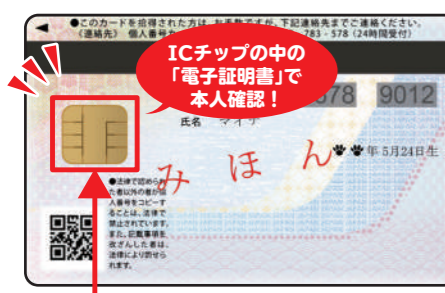 ●このカードを拾得された方は、お手数ですが、下記連絡先までご連絡ください。
(連絡先) 個人番号カ
783-578 (24時間受付)
ICチップの中の
「電子証明書」で
本人確認!
678 9012
氏名 マイナ
年5月24日生
みほん
●法律で認めら
た者以外の者が個
人番号をコピーす
ることは、法律で
禁止されています。
また、記載事項を
改ざんした者は、
法律により罰せら
れます。